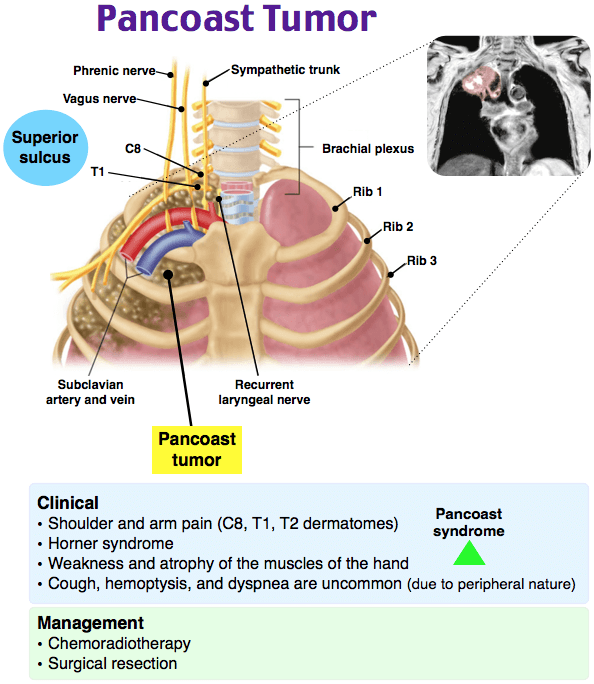 Pancoast Tumor
Phrenic nerve
Sympathetic trunk
Vagus nerve
Superior
sulcus
C8
Brachial plexus
T1
Rib 1
Rib 2
Rib 3
Subclavian
artery and vein
Recurrent
laryngeal nerve
Pancoast
tumor
Clinical
• Shoulder and arm pain (C8, T1, T2 dermatomes)
• Horner syndrome
• Weakness and atrophy of the muscles of the hand
• Cough, hemoptysis, and dyspnea are uncommon (due to peripheral nature)
Pancoast
syndrome
Management
• Chemoradiotherapy
• Surgical resection